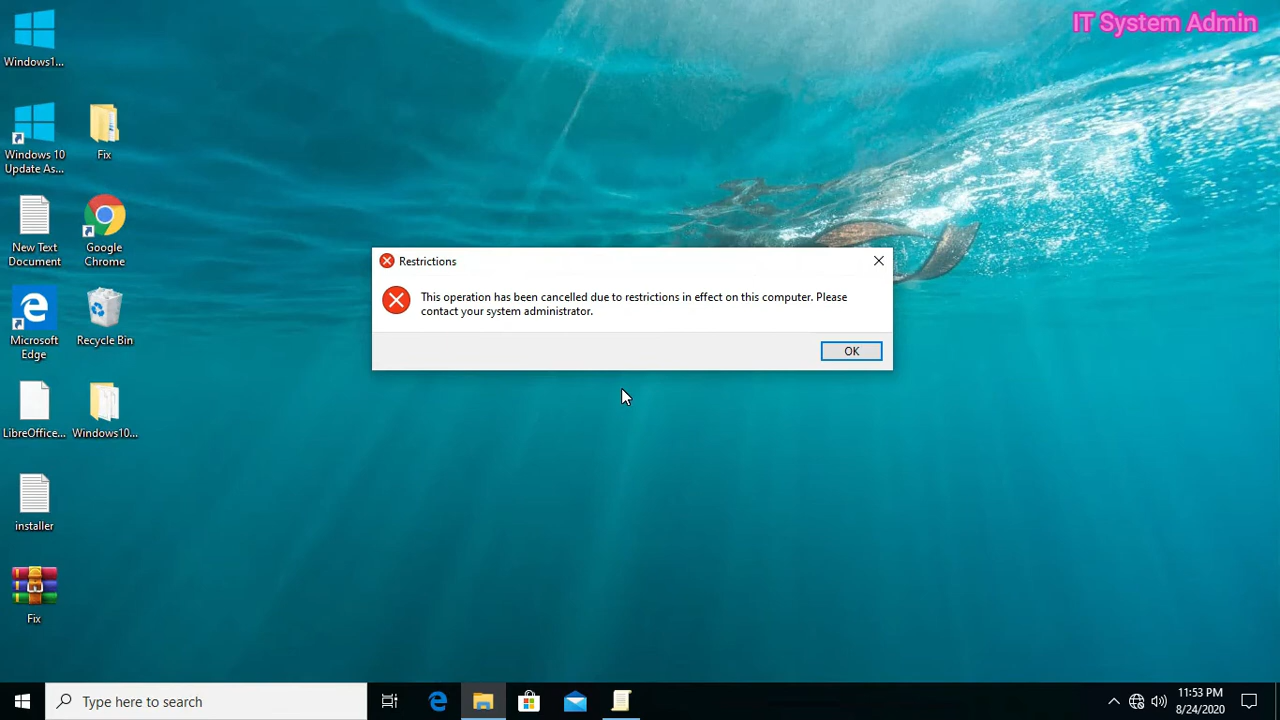 IT System Admin
Windows1...
Windows 10
Update As...
Fix
New Text
Document
Google
Chrome
Microsoft
Edge
Recycle Bin
LibreOffice...
Windows10...
installer
Fix
Restrictions
This operation has been cancelled due to restrictions in effect on this computer. Please
contact your system administrator.
OK
Type here to search
11:53 PM
8/24/2020